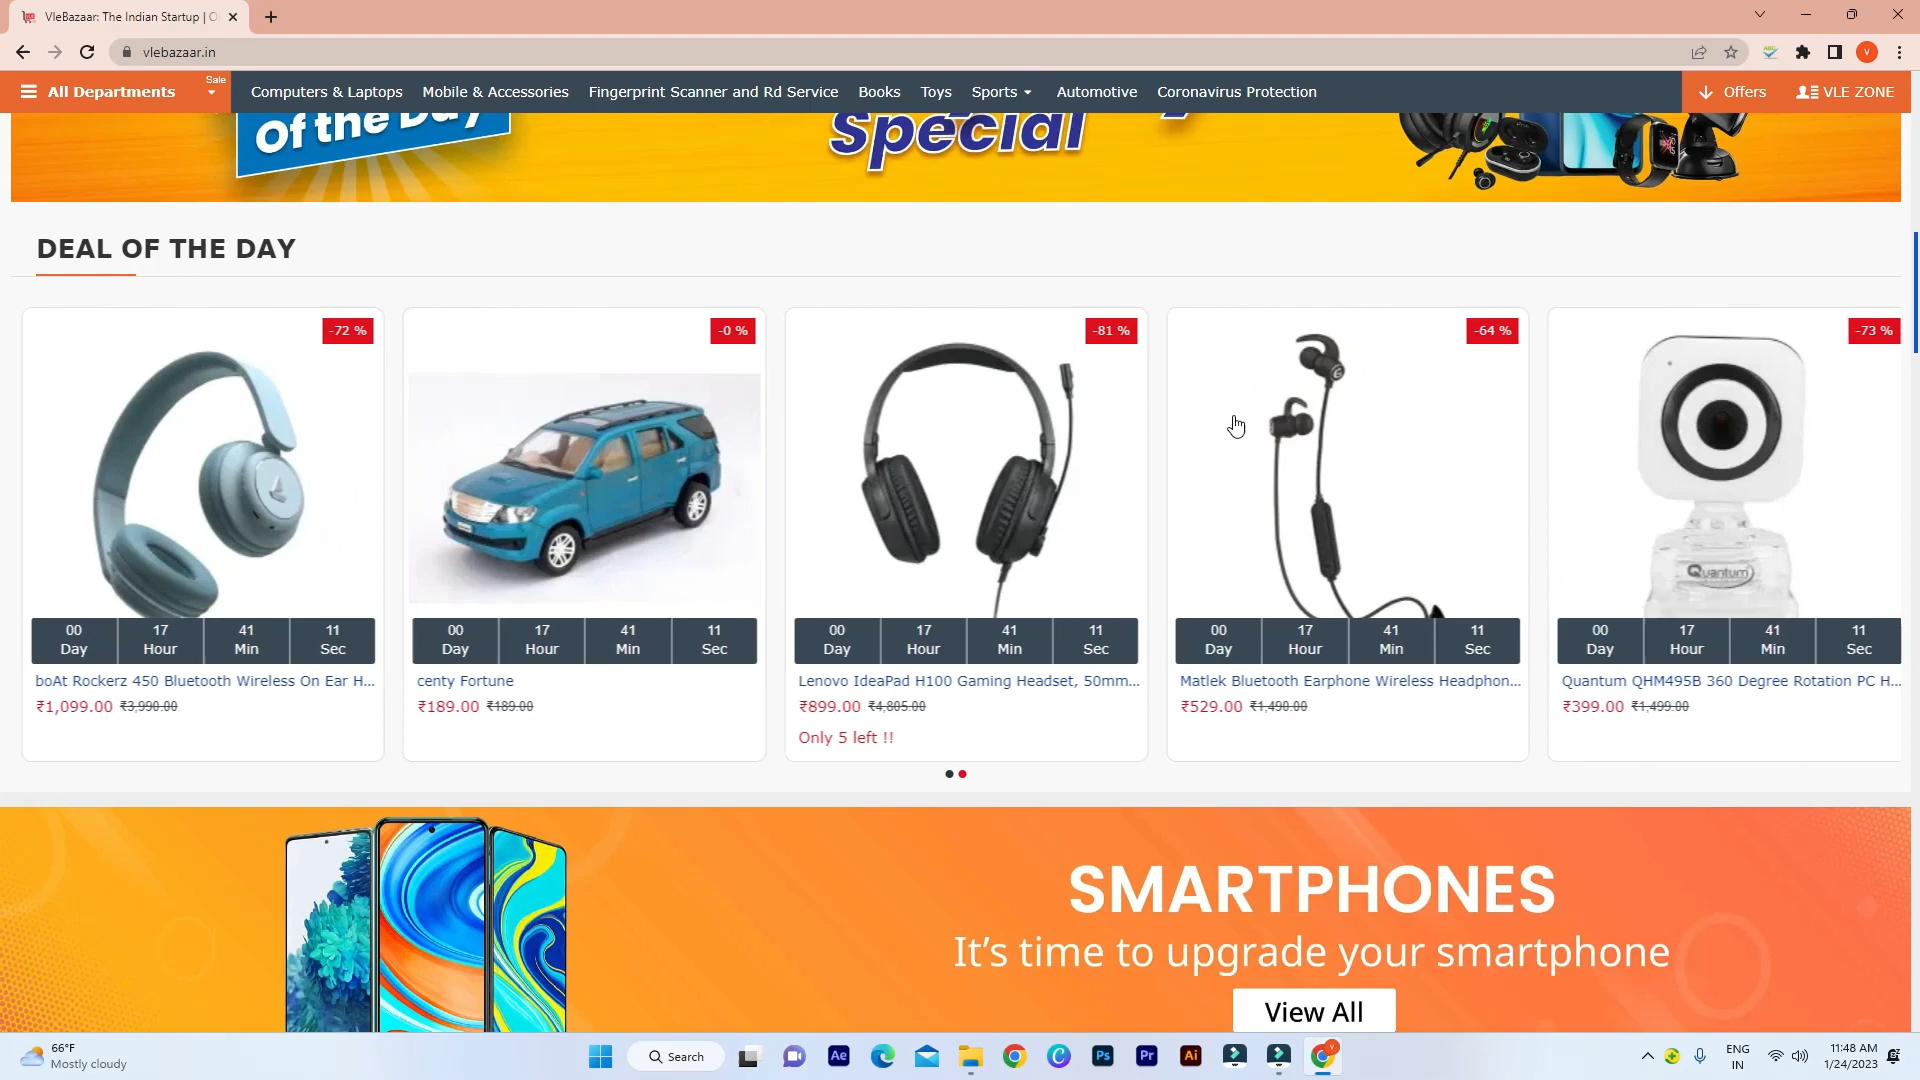 VleBazaar: The Indian Startup | O
vlebazaar.in
All Departments
Sale
Computers & Laptops
Mobile & Accessories
Fingerprint Scanner and Rd Service
Books
Toys
Sports
Automotive
Coronavirus Protection
Offers
VLE ZONE
Of the Day
Special
DEAL OF THE DAY
-72 %
-0 %
-81 %
-64 %
-73 %
Quantum
00 17 41 11
Day Hour Min Sec
00 17 41 11
Day Hour Min Sec
00 17 41 11
Day Hour Min Sec
00 17 41 11
Day Hour Min Sec
00 17 41 11
Day Hour Min Sec
boAt Rockerz 450 Bluetooth Wireless On Ear H...
₹1,099.00 ₹3,990.00
centy Fortune
₹189.00 ₹189.00
Lenovo IdeaPad H100 Gaming Headset, 50mm...
₹899.00 ₹4,805.00
Only 5 left !!
Matlek Bluetooth Earphone Wireless Headphon...
₹529.00 ₹1,490.00
Quantum QHM495B 360 Degree Rotation PC H...
₹399.00 ₹1,499.00
SMARTPHONES
It's time to upgrade your smartphone
View All
66°F
Mostly cloudy
Search
Ae
Ps
Pr
Ai
ENG
IN
11:48 AM
1/24/2023